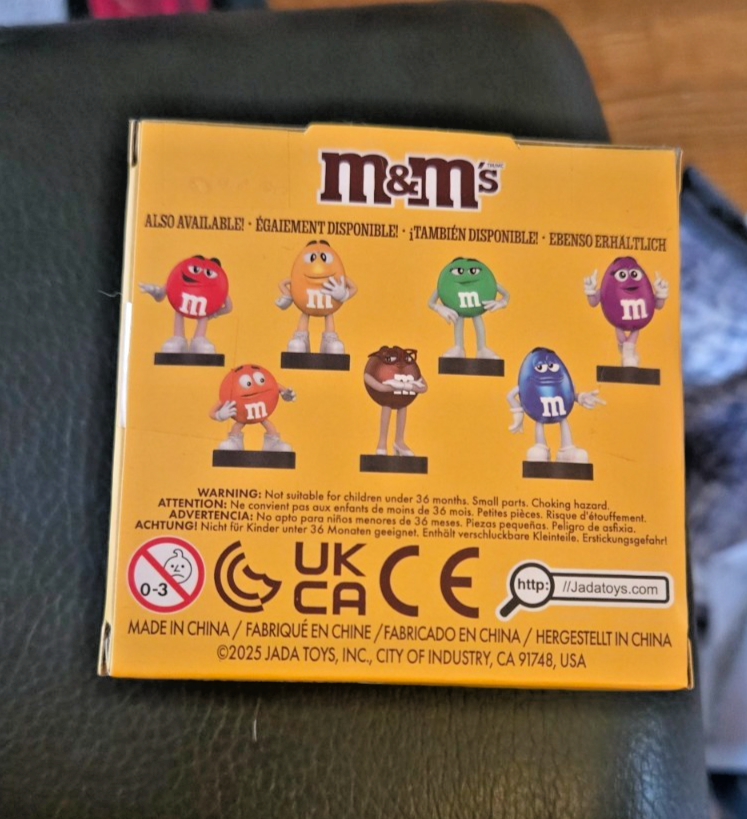 m&m's
ALSO AVAILABLE! · ÉGAIEMENT DISPONIBLE! · ¡TAMBIÉN DISPONIBLE! · EBENSO ERHÄLTLICH
m m m m
m m m
WARNING: Not suitable for children under 36 months. Small parts. Choking hazard.
ATTENTION: Ne convient pas aux enfants de moins de 36 mois. Petites pièces. Risque d'étouffement.
ADVERTENCIA: No apto para niños menores de 36 meses. Piezas pequeñas. Peligro de asfixia.
ACHTUNG! Nicht für Kinder unter 36 Monaten geeignet. Enthält verschluckbare Kleinteile. Erstickungsgefahr!
0-3 UK CA CE http: //Jadatoys.com
MADE IN CHINA / FABRIQUÉ EN CHINE / FABRICADO EN CHINA / HERGESTELLT IN CHINA
©2025 JADA TOYS, INC., CITY OF INDUSTRY, CA 91748, USA